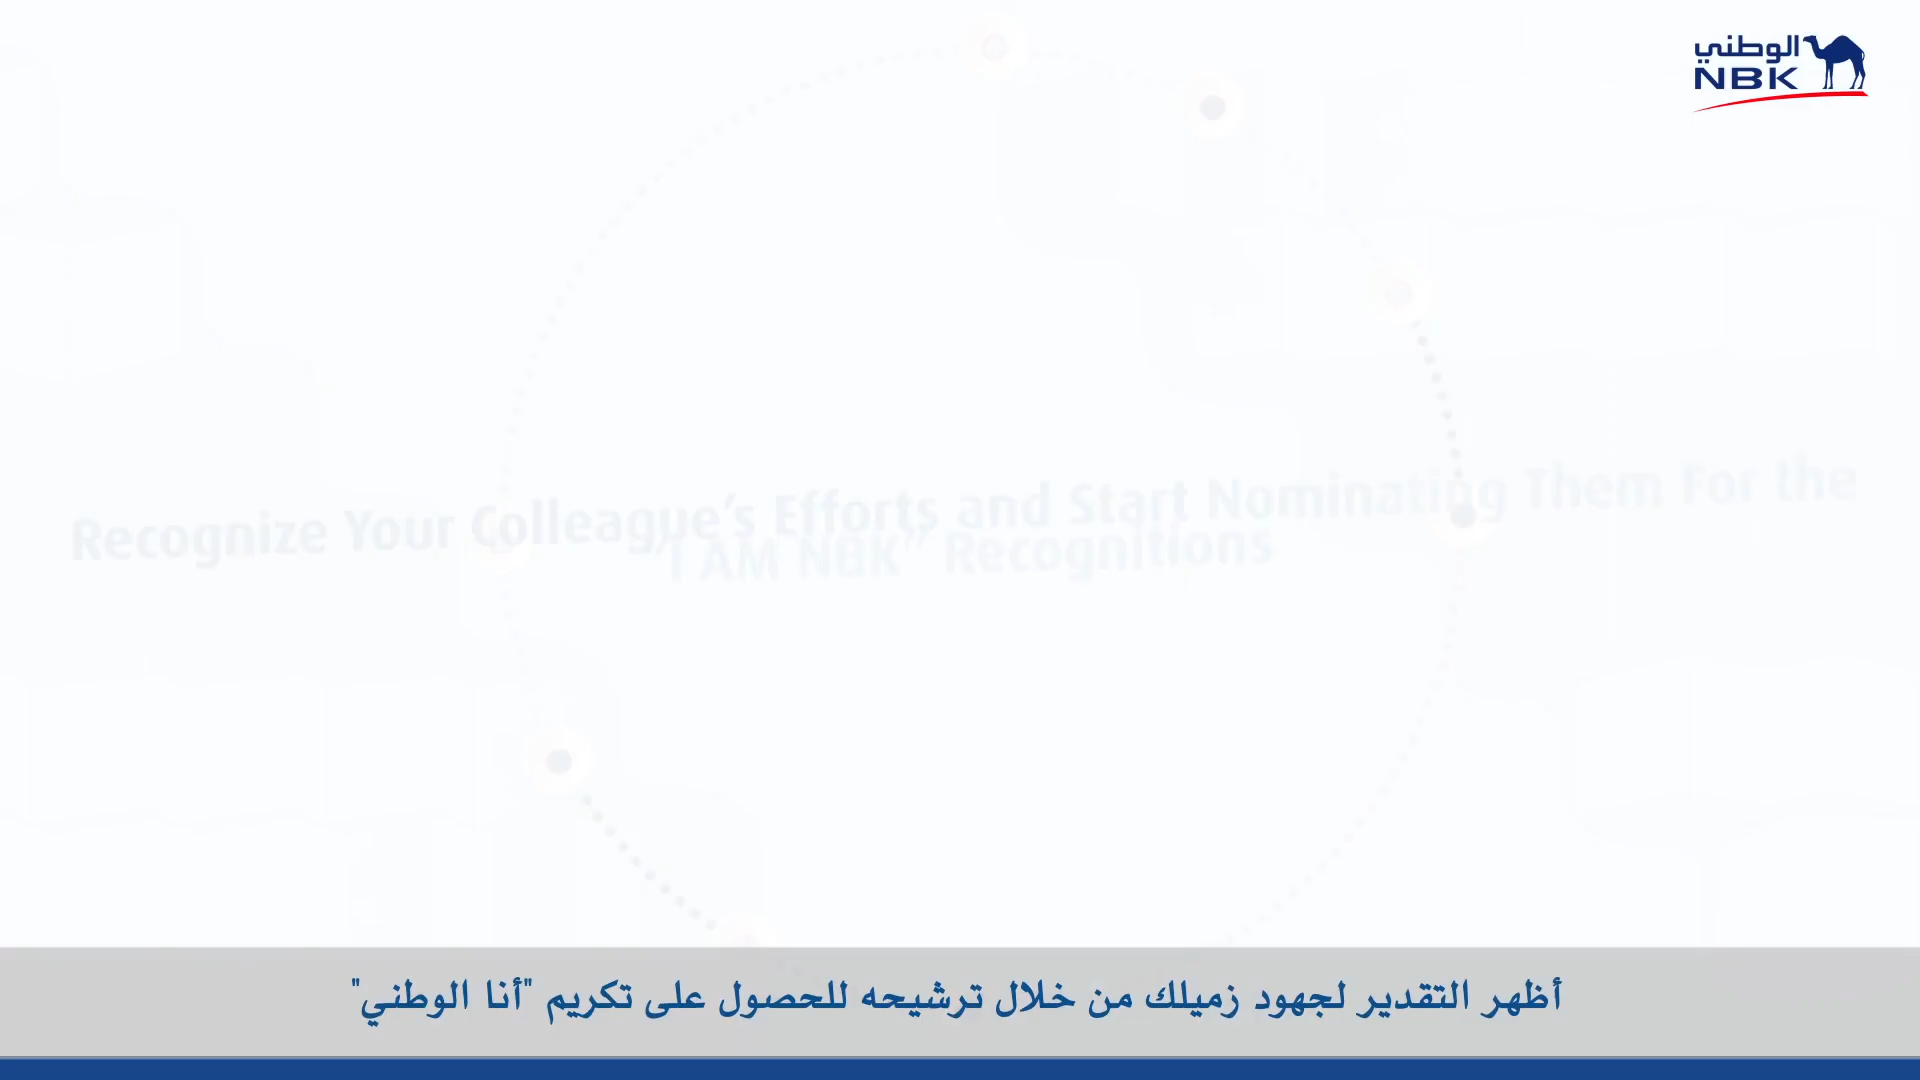 الوطني
NBK
Recognize Your Colleague's Efforts and Start Nominating Them For the
"I AM NBK" Recognitions
أظهر التقدير لجهود زميلك من خلال ترشيحه للحصول على تكريم "أنا الوطني"